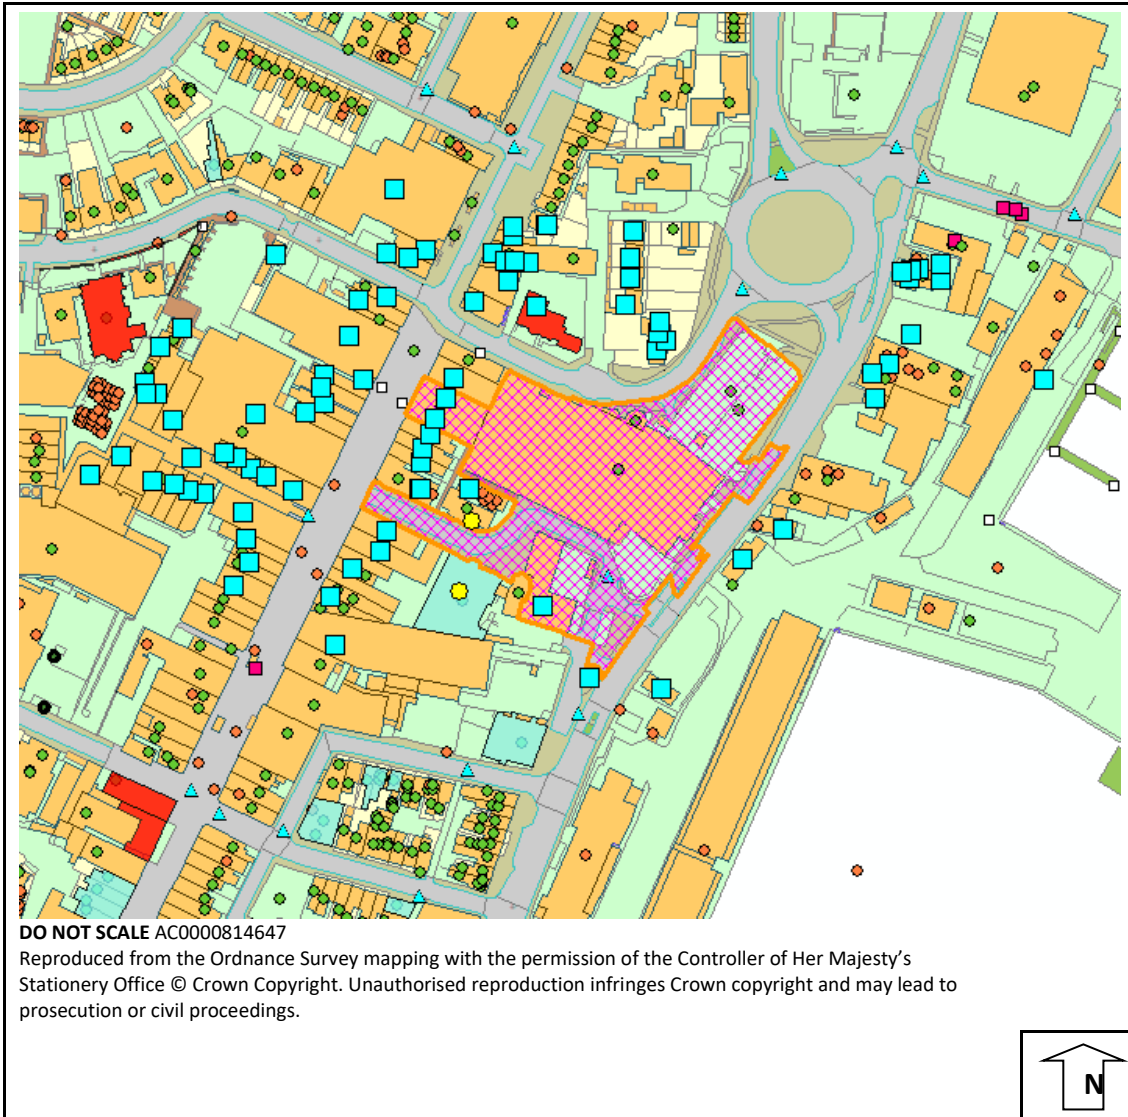 DO NOT SCALE AC0000814647
Reproduced from the Ordnance Survey mapping with the permission of the Controller of Her Majesty's
Stationery Office © Crown Copyright. Unauthorised reproduction infringes Crown copyright and may lead to
prosecution or civil proceedings.
N